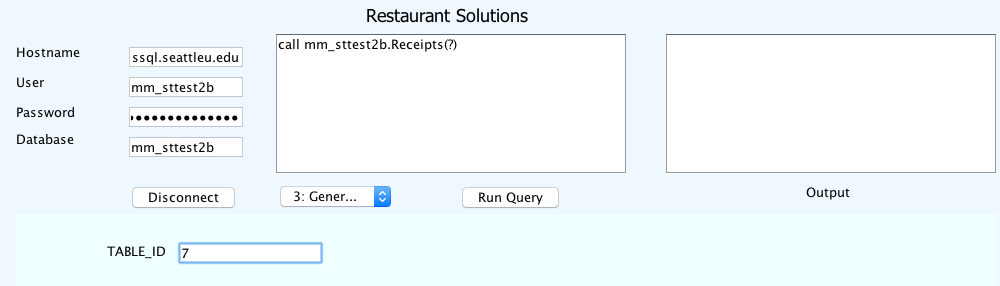 Restaurant Solutions
Hostname
ssql.seattleu.edu
User
mm_sttest2b
Password
•••••••••••••
Database
mm_sttest2b
call mm_sttest2b.Receipts(?)
Disconnect
3: Gener...
Run Query
Output
TABLE_ID
7